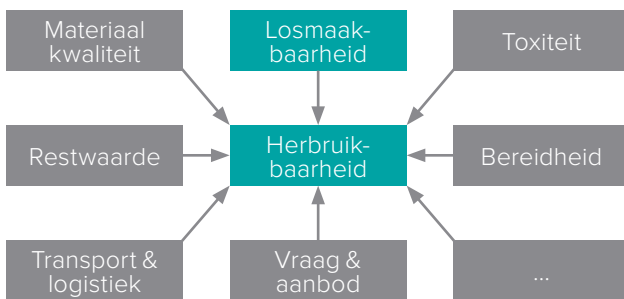 Materiaal
kwaliteit
Losmaak-
baarheid
Toxiteit
Restwaarde
Herbruik-
baarheid
Bereidheid
Transport &
logistiek
Vraag &
aanbod
...